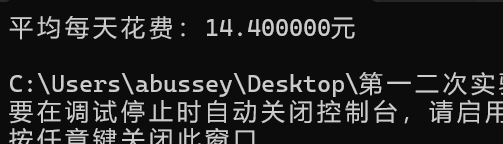 平均每天花费：14.400000元
C:\Users\abussey\Desktop\第一二次实
要在调试停止时自动关闭控制台，请启用
按任意键关闭此窗口